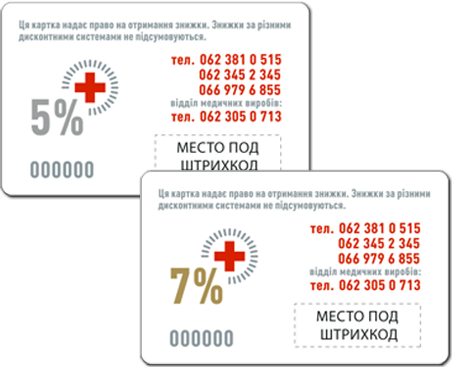 Ця картка надає право на отримання знижки. Знижки за різними
дисконтними системами не підсумовуються.
тел. 062 381 0 515
062 345 2 345
066 979 6 855
відділ медичних виробів:
тел. 062 305 0 713
5%
000000
МЕСТО ПОД
ШТРИХКОД
Ця картка надає право на отримання знижки. Знижки за різними
дисконтними системами не підсумовуються.
тел. 062 381 0 515
062 345 2 345
066 979 6 855
відділ медичних виробів:
тел. 062 305 0 713
7%
000000
МЕСТО ПОД
ШТРИХКОД